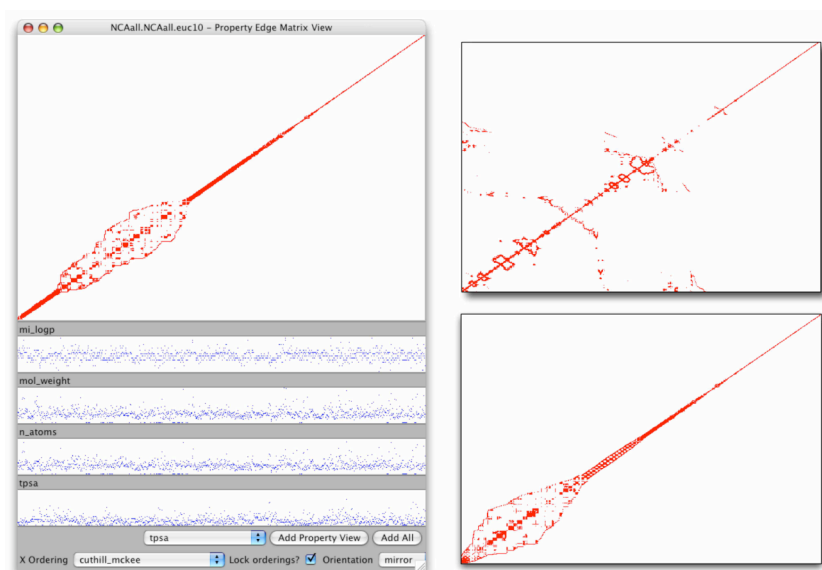 NCAall.NCAall.euc10 – Property Edge Matrix View
mi_logp
mol_weight
n_atoms
tpsa
tpsa Add Property View Add All
X Ordering cuthill_mckee Lock orderings? Orientation mirror